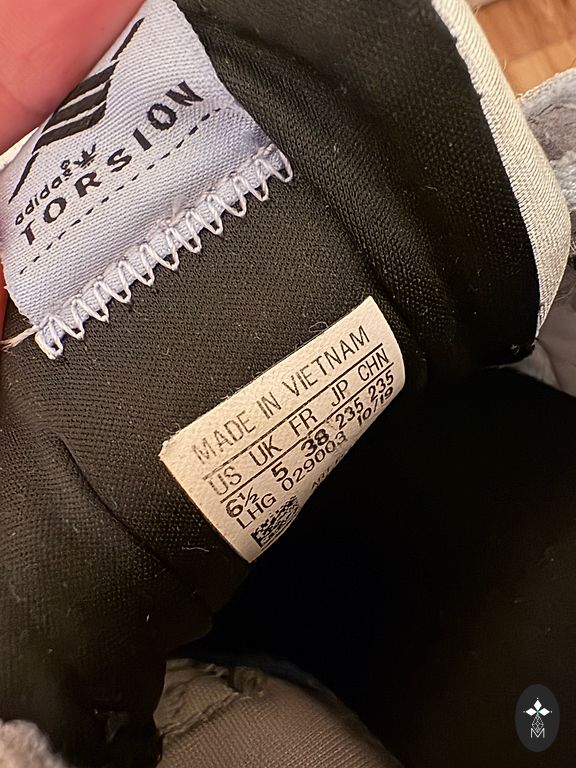 adidas
TORSION
MADE IN VIETNAM
US UK FR JP CHN
6½ 5 38 235 235
LHG 029003 10/19
M